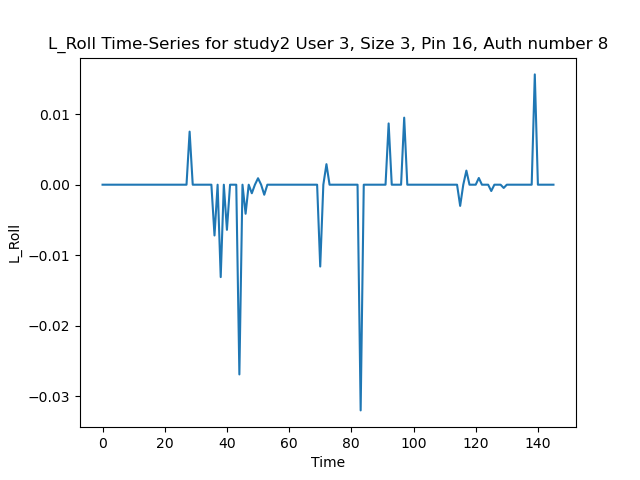 L_Roll Time-Series for study2 User 3, Size 3, Pin 16, Auth number 8
0.01
0.00
−0.01
−0.02
−0.03
L_Roll
0 20 40 60 80 100 120 140
Time